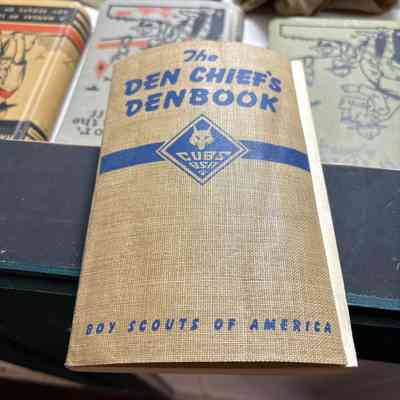 The
DEN CHIEF'S
DENBOOK
CUBS
BSA
BOY SCOUTS OF AMERICA